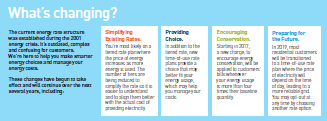 What's changing?
The current energy rate structure
was established during the 2001
energy crisis. It is outdated, complex
and confusing for customers.
We're here to help you make smarter
energy choices and manage your
energy costs.
These changes have begun to take
effect and will continue over the next
several years, including:
Simplifying
Existing Rates.
You're most likely on a
tiered rate plan where
the price of energy
increases as more
energy is used. The
number of tiers are
being reduced to
simplify the rate so it is
easier to understand
and to align them better
with the actual cost of
providing electricity.
Providing
Choice.
In addition to the
tiered rate, new
time-of-use rate
plans provide a
choice that may
better fit your
energy usage,
which may help
you manage your
costs.
Encouraging
Conservation.
Starting in 2017,
a new charge, to
encourage energy
conservation, will be
applied to customers'
bills whenever
your energy usage
is more than four
times their baseline
quantity.
Preparing for
the Future.
In 2019, most
residential customers
will be transitioned
to a time-of-use rate
plan where the price
of electricity will
depend on the time
of day, leading to a
more reliable grid.
You may opt-out at
any time by choosing
another rate option.